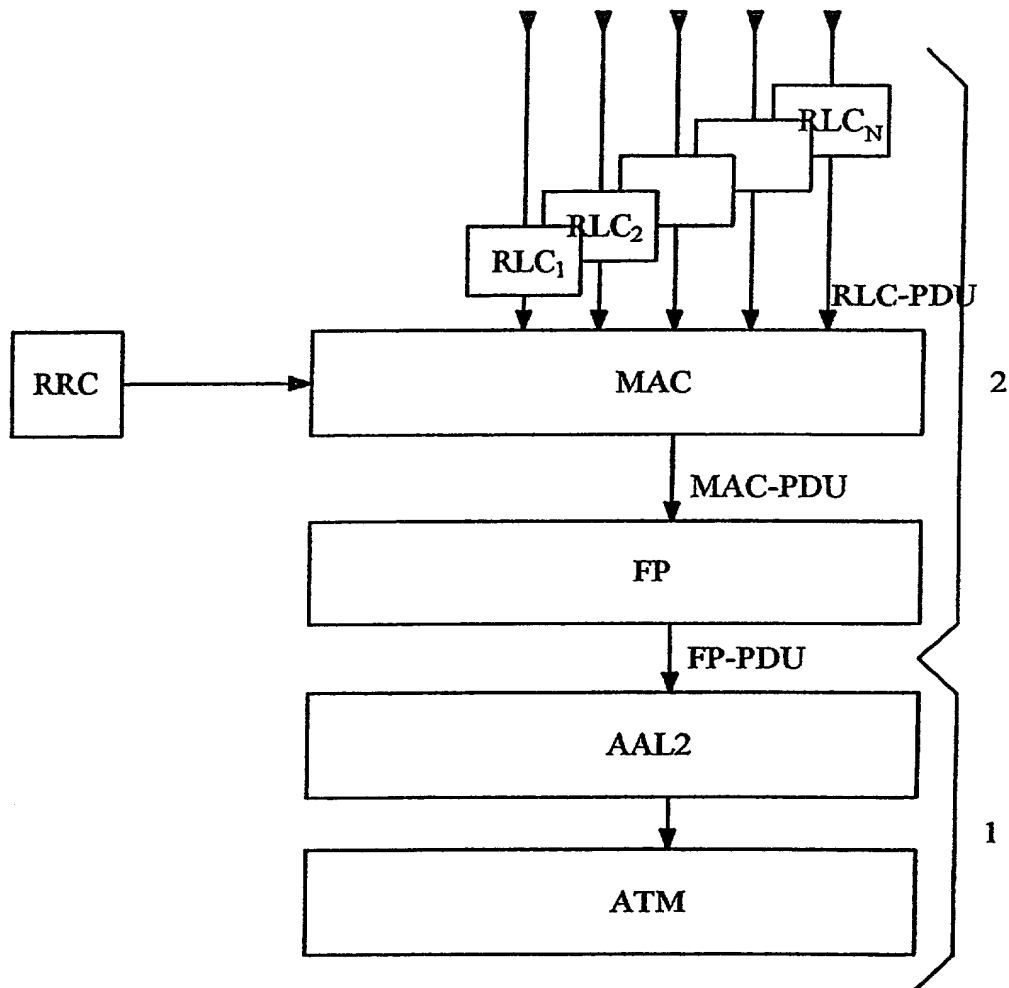 RLC_N
RLC_2
RLC_1
RLC-PDU
RRC
MAC
2
MAC-PDU
FP
FP-PDU
AAL2
1
ATM